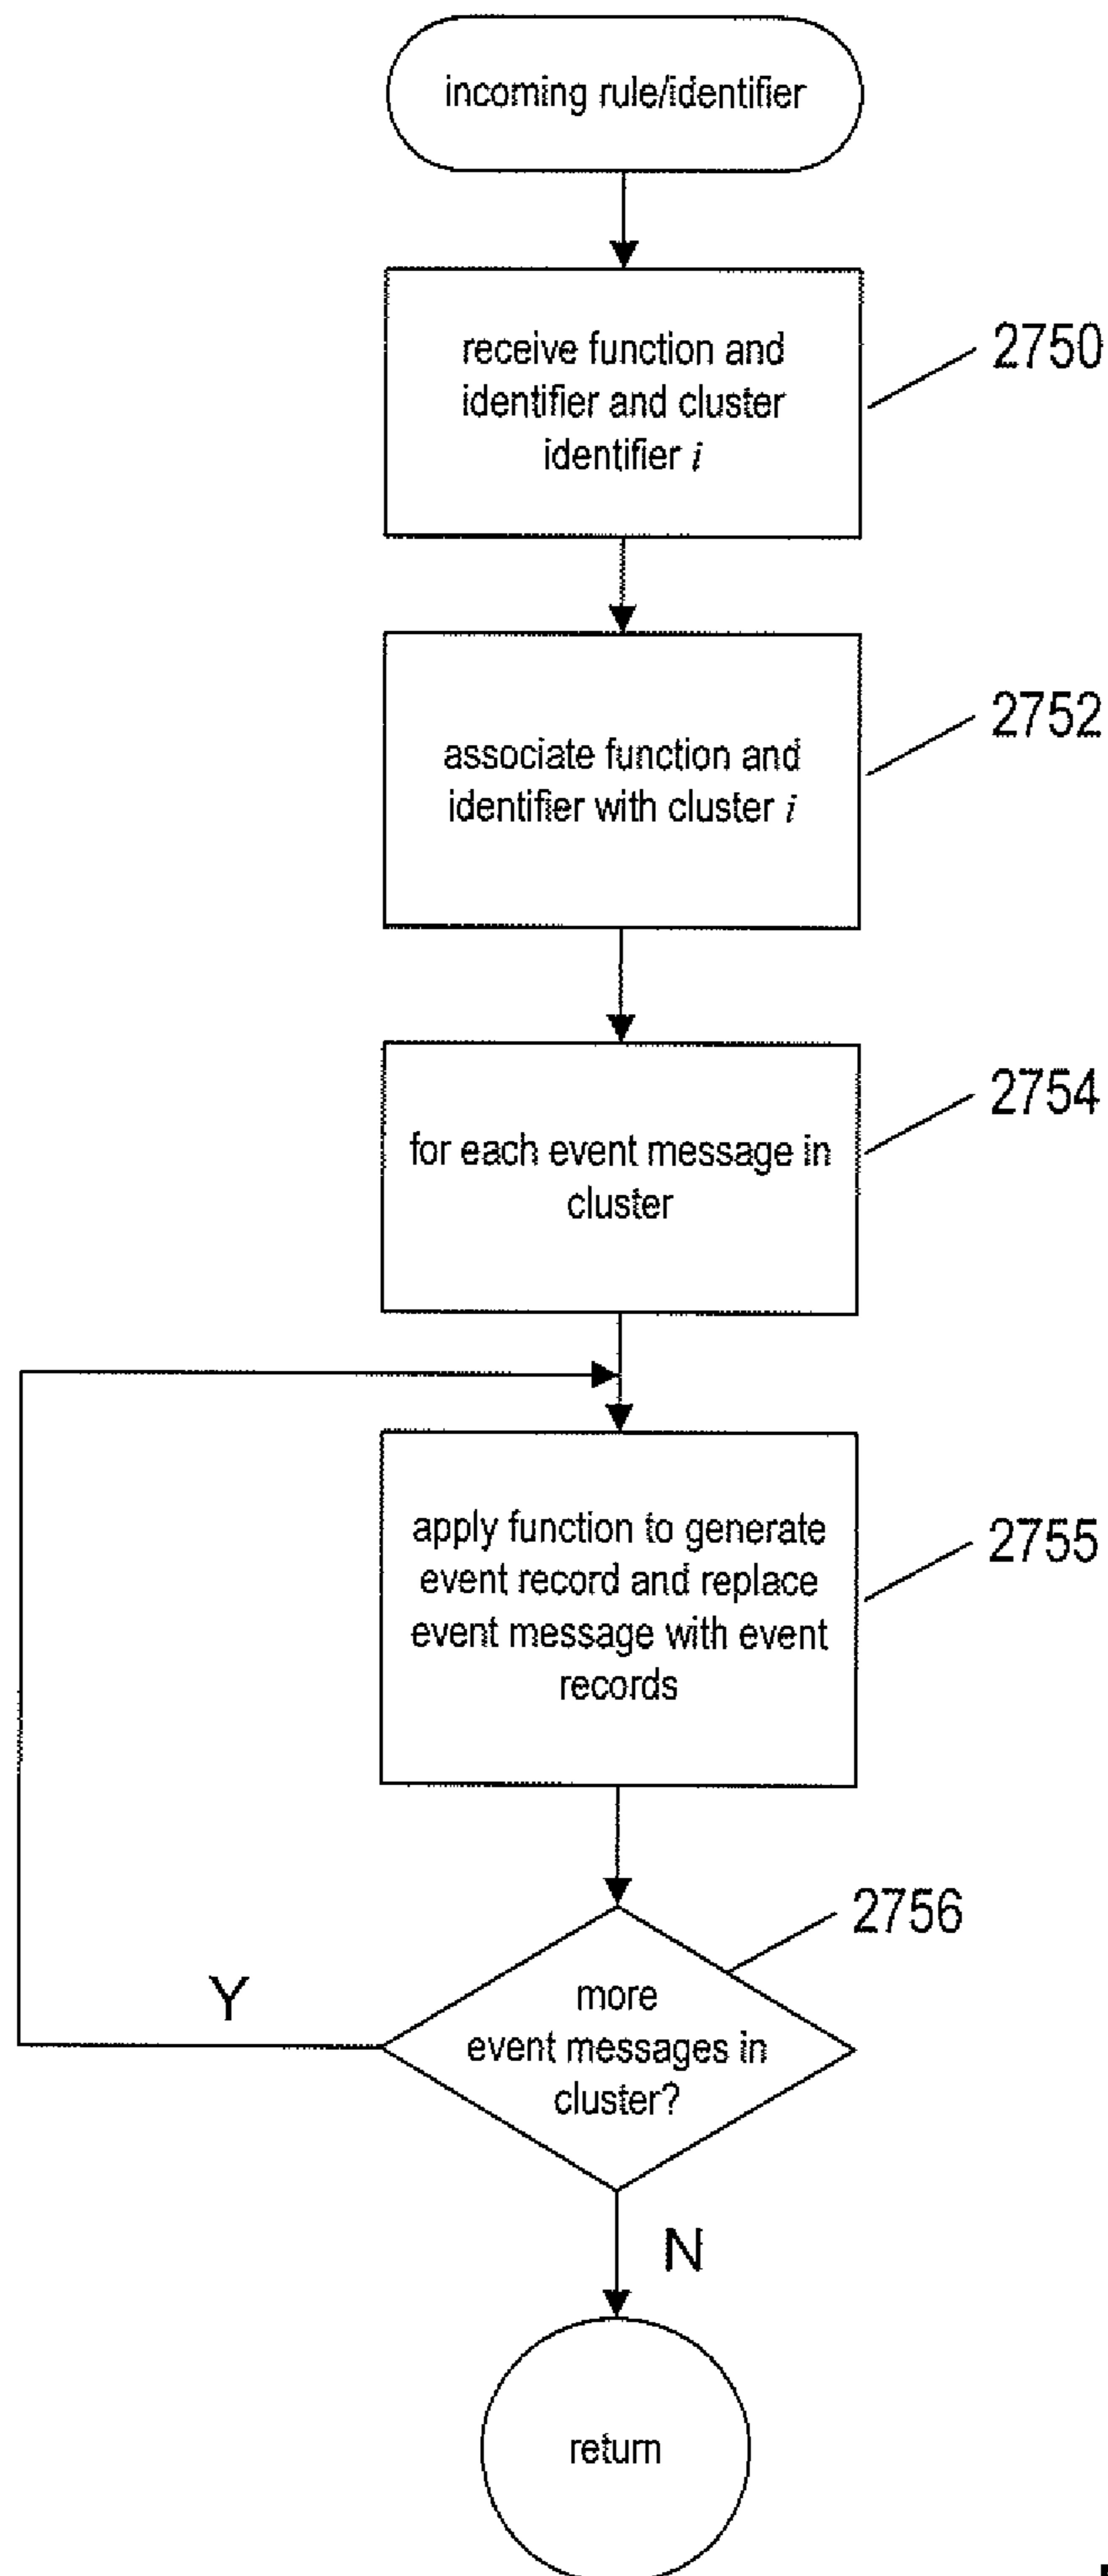 incoming rule/identifier
receive function and
identifier and cluster
identifier i
2750
associate function and
identifier with cluster i
2752
for each event message in
cluster
2754
apply function to generate
event record and replace
event message with event
records
2755
more
event messages in
cluster?
2756
Y
N
return